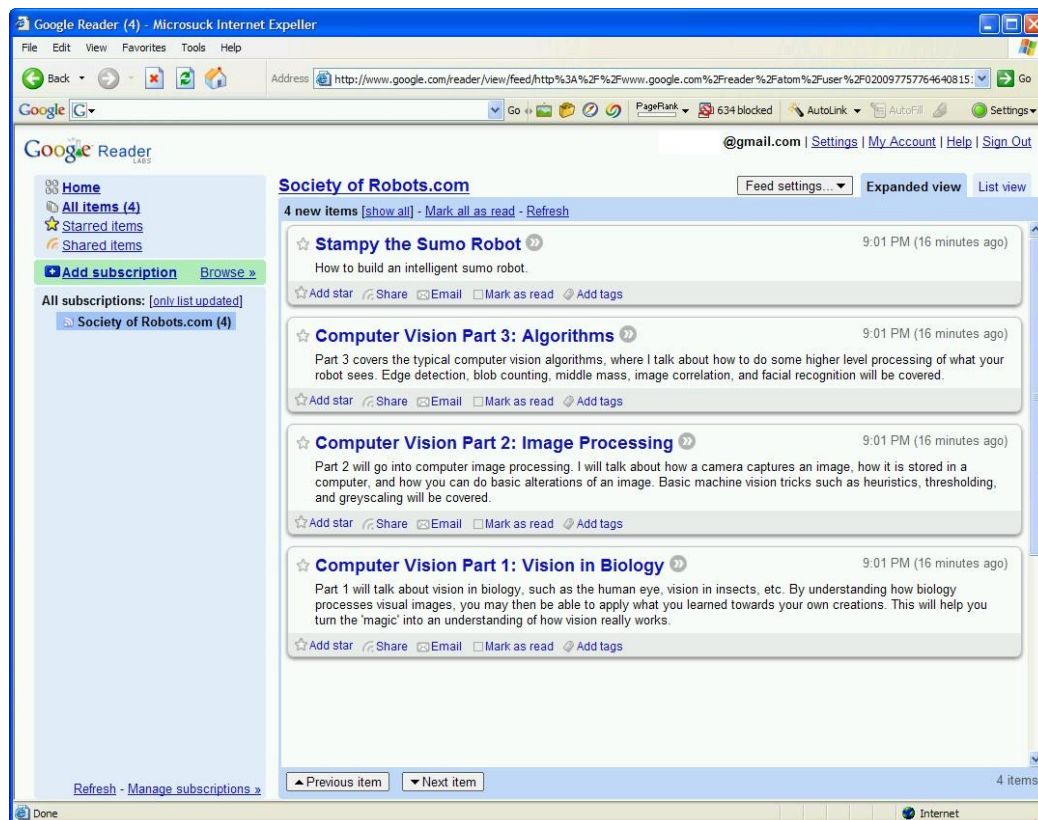 Google Reader (4) - Microsuck Internet Expeller
File Edit View Favorites Tools Help
Back
Address http://www.google.com/reader/view/feed/http%3A%2F%2Fwww.google.com%2Freader%2Fatom%2Fuser%2F02009775776464081 5: Go
Google G Go PageRank 634 blocked AutoLink AutoFill Settings
Google Reader
LABS
@gmail.com | Settings | My Account | Help | Sign Out
Home
All items (4)
Starred items
Shared items
Add subscription Browse »
All subscriptions: [only list updated]
Society of Robots.com (4)
Refresh - Manage subscriptions »
Society of Robots.com Feed settings... Expanded view List view
4 new items [show all] - Mark all as read - Refresh
Stampy the Sumo Robot » 9:01 PM (16 minutes ago)
How to build an intelligent sumo robot.
Add star Share Email Mark as read Add tags
Computer Vision Part 3: Algorithms » 9:01 PM (16 minutes ago)
Part 3 covers the typical computer vision algorithms, where I talk about how to do some higher level processing of what your
robot sees. Edge detection, blob counting, middle mass, image correlation, and facial recognition will be covered.
Add star Share Email Mark as read Add tags
Computer Vision Part 2: Image Processing » 9:01 PM (16 minutes ago)
Part 2 will go into computer image processing. I will talk about how a camera captures an image, how it is stored in a
computer, and how you can do basic alterations of an image. Basic machine vision tricks such as heuristics, thresholding,
and greyscaling will be covered.
Add star Share Email Mark as read Add tags
Computer Vision Part 1: Vision in Biology » 9:01 PM (16 minutes ago)
Part 1 will talk about vision in biology, such as the human eye, vision in insects, etc. By understanding how biology
processes visual images, you may then be able to apply what you learned towards your own creations. This will help you
turn the 'magic' into an understanding of how vision really works.
Add star Share Email Mark as read Add tags
Previous item Next item 4 items
Done Internet